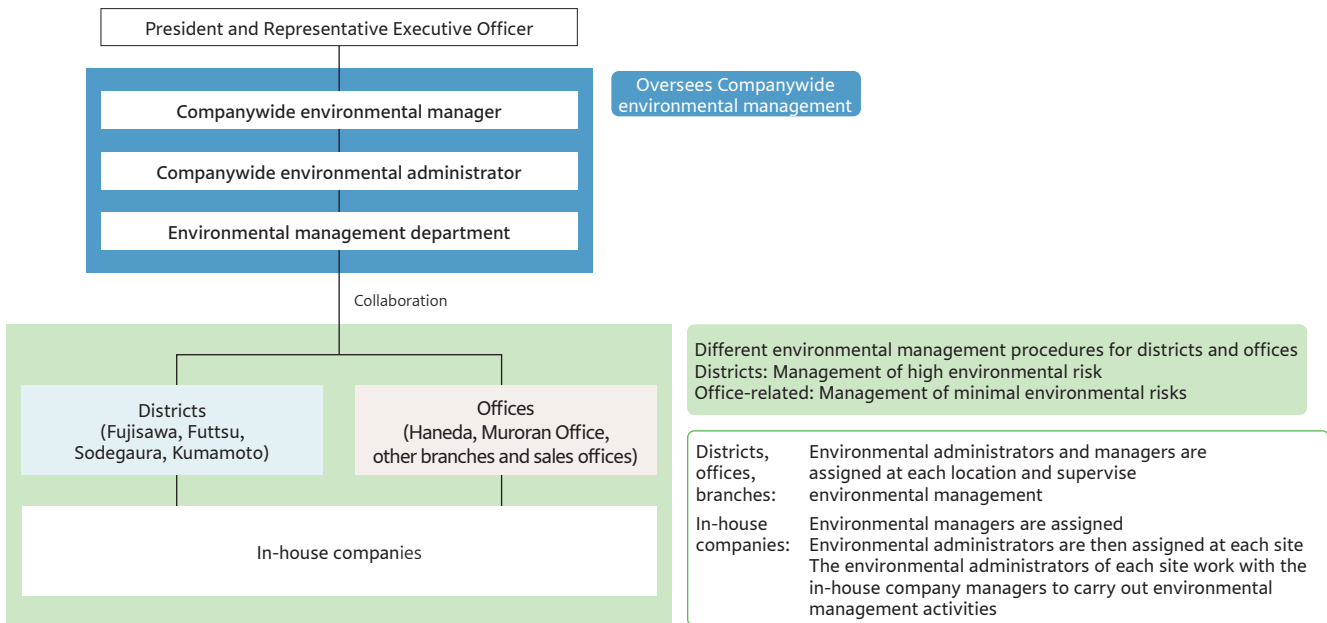 President and Representative Executive Officer
Oversees Companywide
environmental management
Companywide environmental manager
Companywide environmental administrator
Environmental management department
Collaboration
Different environmental management procedures for districts and offices
Districts: Management of high environmental risk
Office-related: Management of minimal environmental risks
Districts
(Fujisawa, Futtsu,
Sodegaura, Kumamoto)
Offices
(Haneda, Muroran Office,
other branches and sales offices)
In-house companies
Districts, offices, branches:
Environmental administrators and managers are
assigned at each location and supervise
environmental management
In-house companies:
Environmental managers are assigned
Environmental administrators are then assigned at each site
The environmental administrators of each site work with the
in-house company managers to carry out environmental
management activities